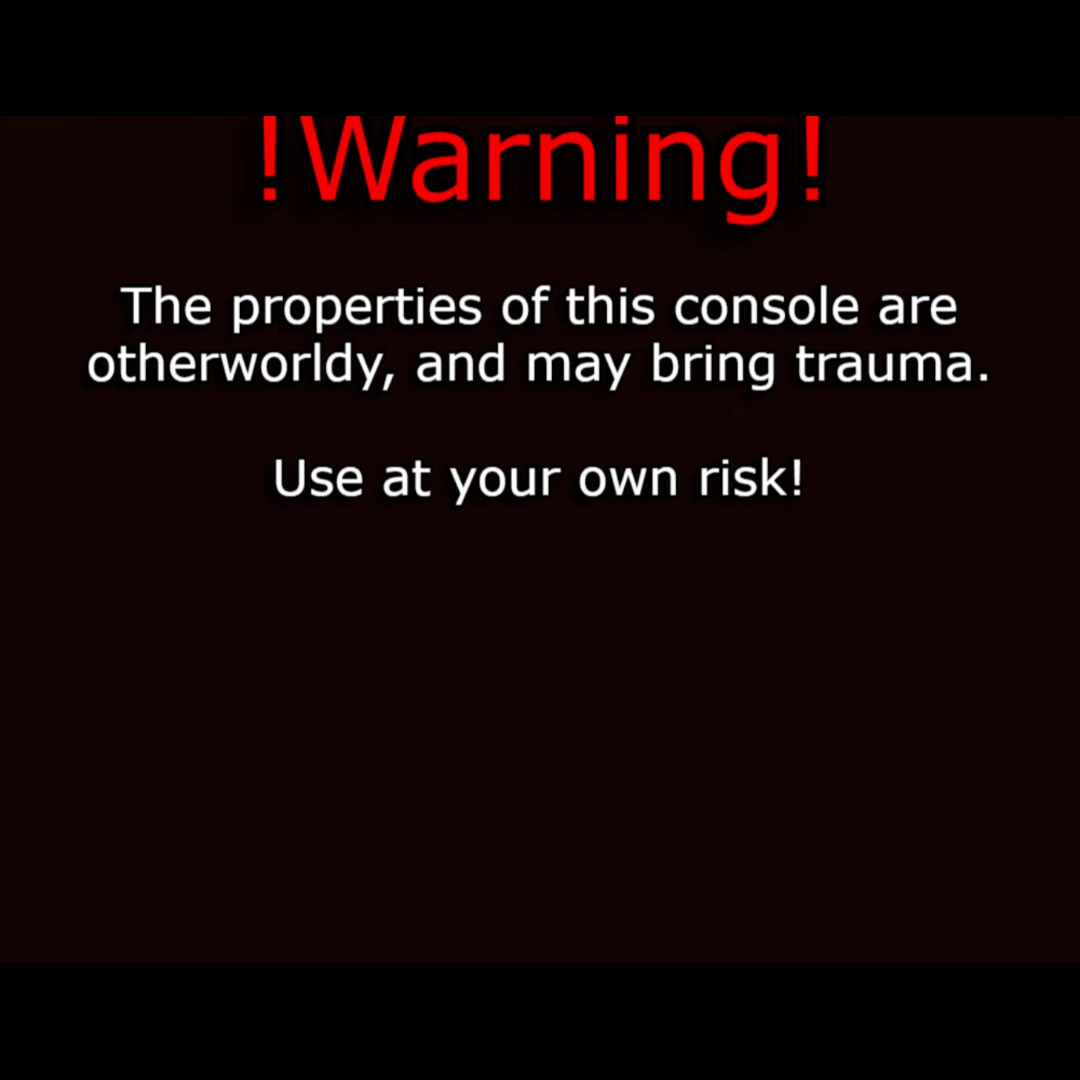 !Warning!
The properties of this console are
otherworldy, and may bring trauma.
Use at your own risk!